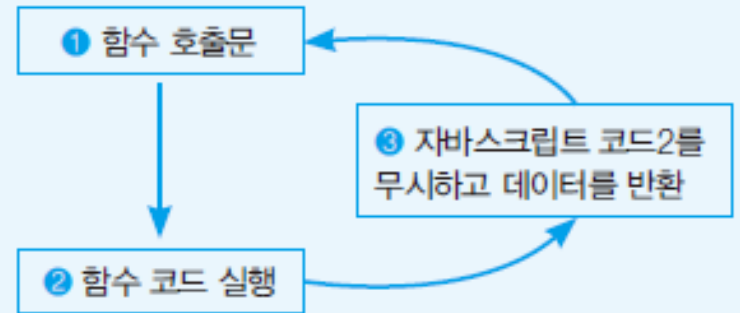 ❶ 함수 호출문
❸ 자바스크립트 코드2를
무시하고 데이터를 반환
❷ 함수 코드 실행